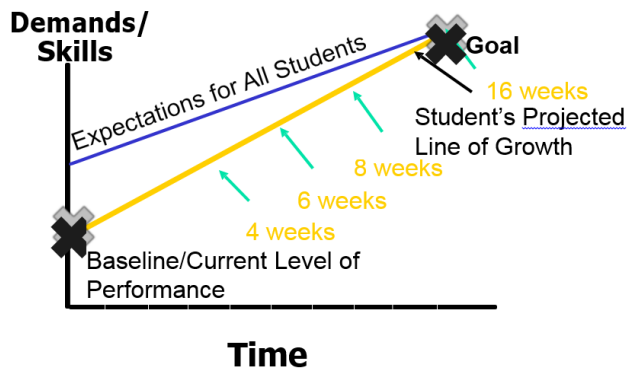 Demands/
Skills
Expectations for All Students
Goal
16 weeks
Student’s Projected
Line of Growth
8 weeks
6 weeks
4 weeks
Baseline/Current Level of
Performance
Time